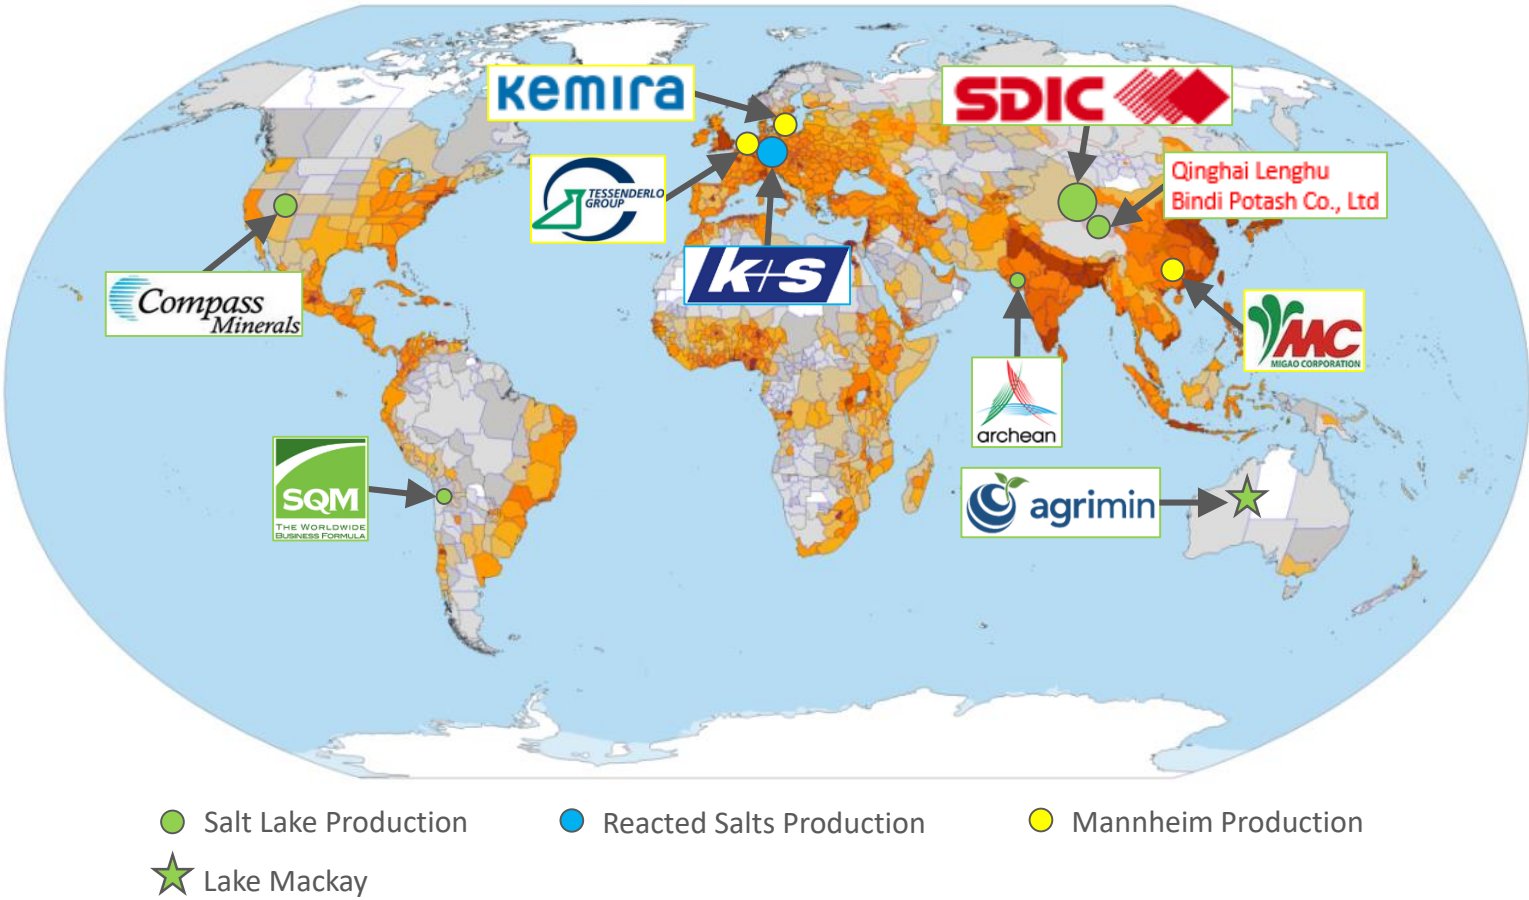 Kemira
SDIC
TESSENDERLO
GROUP
Qinghai Lenghu
Bindi Potash Co., Ltd
k+s
Compass
Minerals
MC
MIGAO CORPORATION
archean
SQM
THE WORLDWIDE
BUSINESS FORMULA
agrimin
Salt Lake Production
Reacted Salts Production
Mannheim Production
Lake Mackay